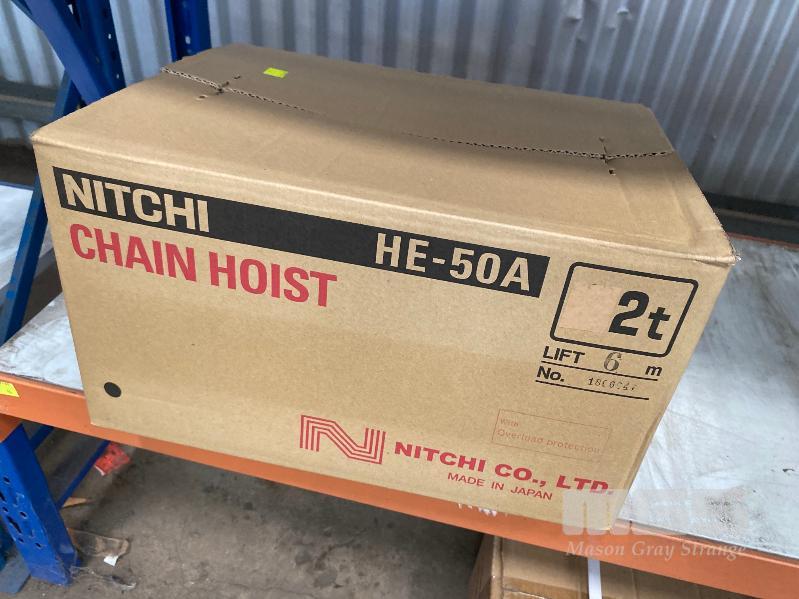 NITCHI
HE-50A
CHAIN HOIST
2t
LIFT 6 m
No.
With
Overload protection
NITCHI CO., LTD.
MADE IN JAPAN
Mason Gray Strange